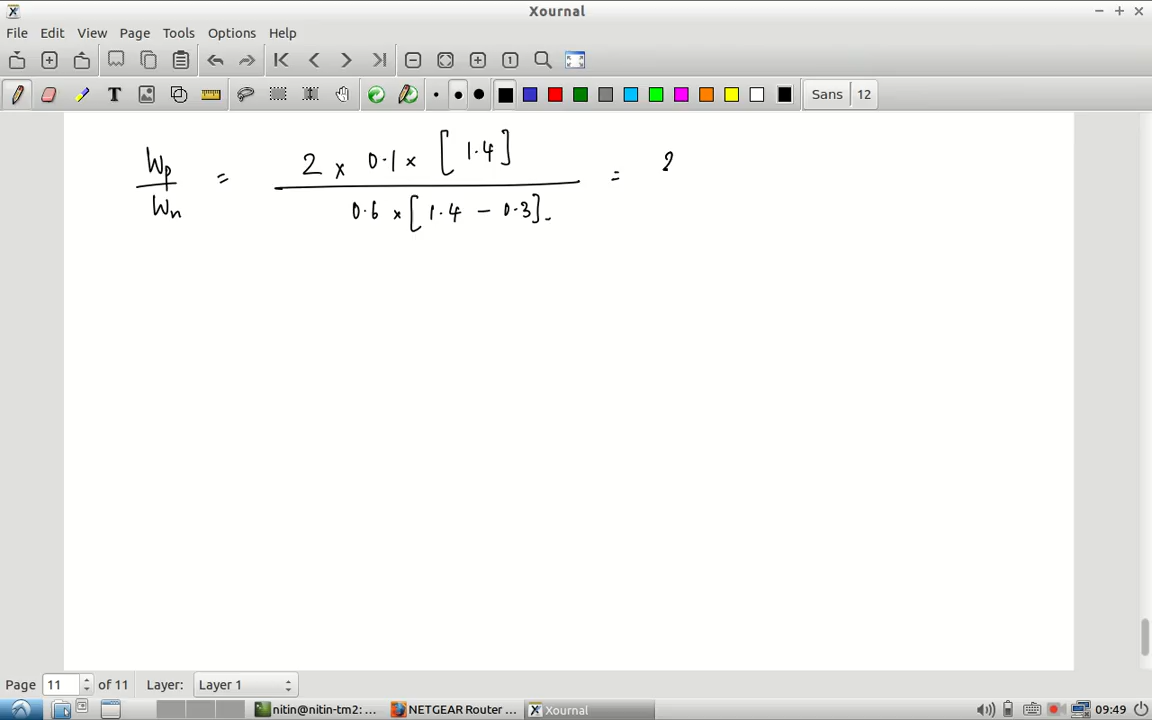 Xournal
File Edit View Page Tools Options Help
Sans 12
Wp / Wn = 2 x 0.1 x [1.4] / 0.6 x [1.4 - 0.3] = 2
Page 11 of 11 Layer: Layer 1
nitin@nitin-tm2: ... NETGEAR Router ... Xournal 09:49